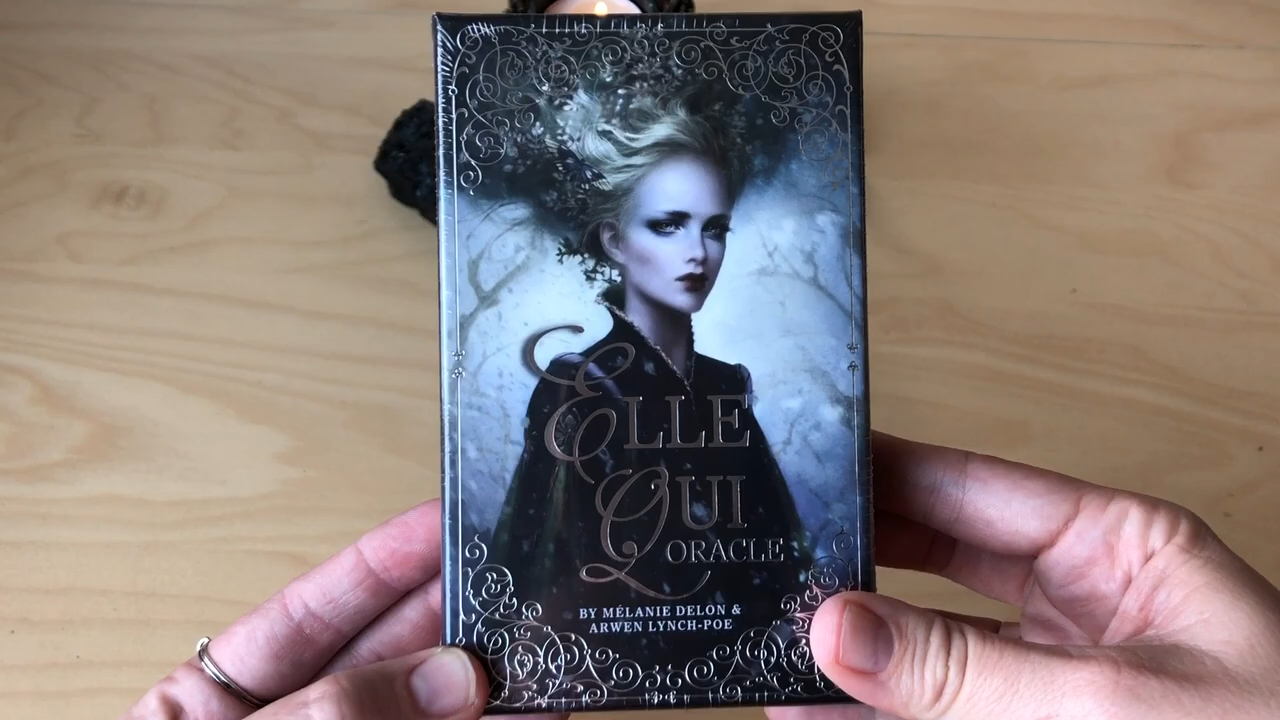 ELLE
QUI
ORACLE
BY MÉLANIE DELON &
ARWEN LYNCH-POE